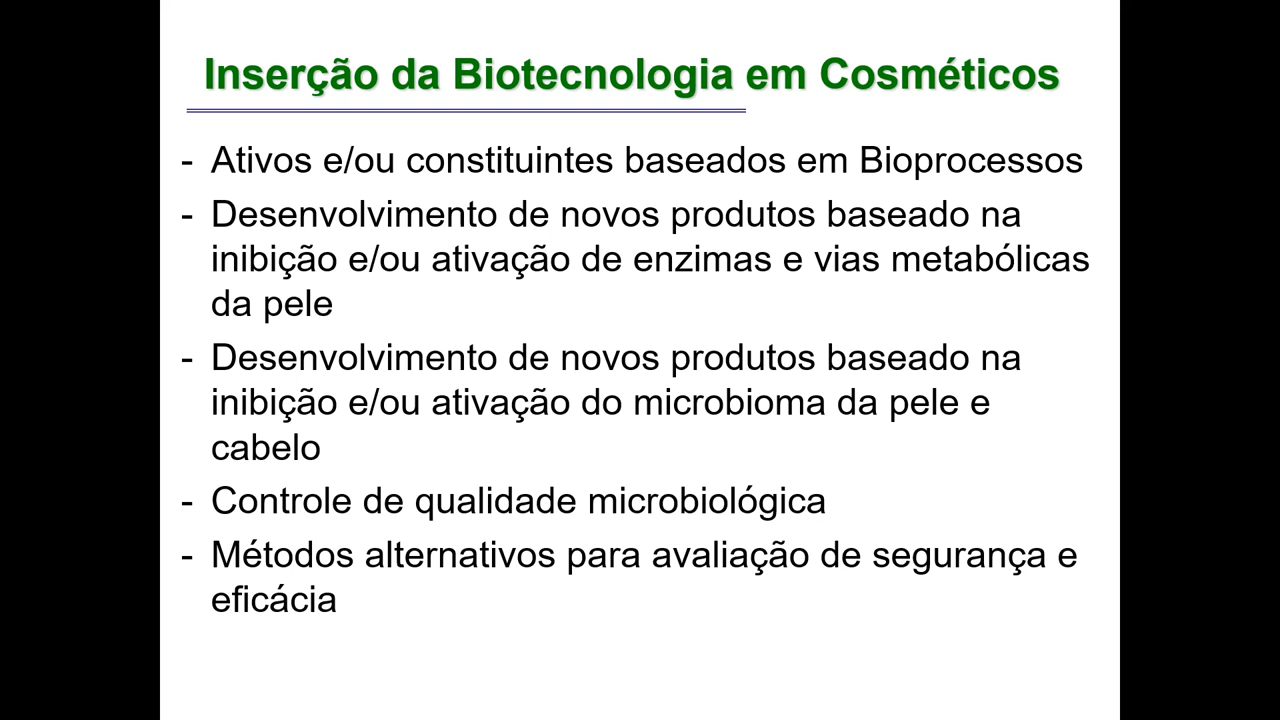 Inserção da Biotecnologia em Cosméticos
- Ativos e/ou constituintes baseados em Bioprocessos
- Desenvolvimento de novos produtos baseado na
inibição e/ou ativação de enzimas e vias metabólicas
da pele
- Desenvolvimento de novos produtos baseado na
inibição e/ou ativação do microbioma da pele e
cabelo
- Controle de qualidade microbiológica
- Métodos alternativos para avaliação de segurança e
eficácia